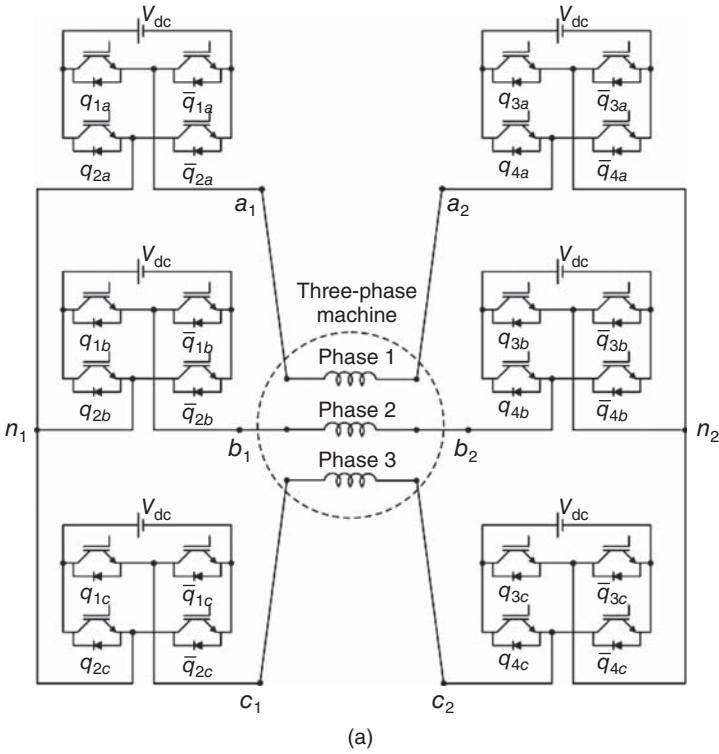 V_dc
q_1a
q̅_1a
q_2a
q̅_2a
a_1
V_dc
q_3a
q̅_3a
q_4a
q̅_4a
a_2
V_dc
q_1b
q̅_1b
q_2b
q̅_2b
n_1
b_1
Three-phase
machine
Phase 1
Phase 2
Phase 3
V_dc
q_3b
q̅_3b
q_4b
q̅_4b
b_2
n_2
V_dc
q_1c
q̅_1c
q_2c
q̅_2c
c_1
V_dc
q_3c
q̅_3c
q_4c
q̅_4c
c_2
(a)